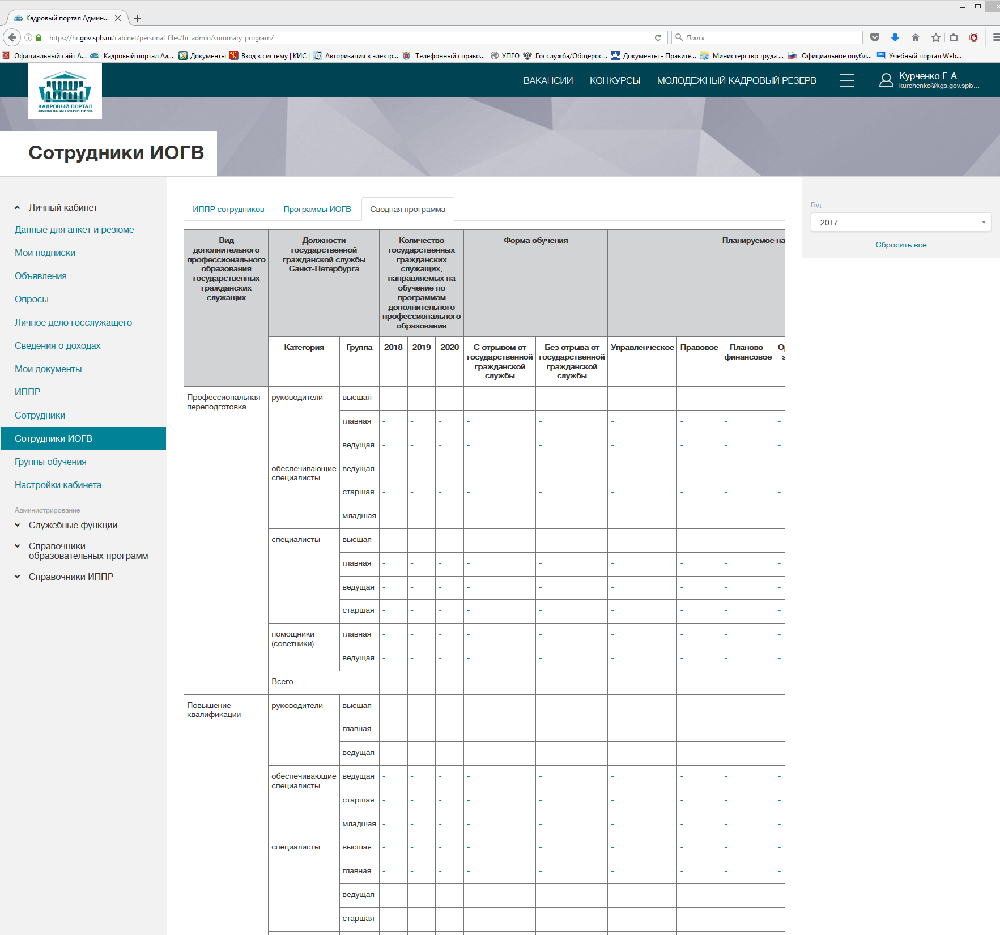 Кадровый портал Админ...
https://hr.gov.spb.ru/cabinet/personal_files/hr_admin/summary_program/
Поиск
Официальный сайт А...
Кадровый портал Ад...
Документы
Вход в систему | КИС |
Авторизация в электр...
Телефонный справо...
УПГО
Госслужба/Общерос...
Документы - Правите...
Министерство труда ...
Официальное опубл...
Учебный портал Web...
КАДРОВЫЙ ПОРТАЛ
АДМИНИСТРАЦИИ САНКТ-ПЕТЕРБУРГА
ВАКАНСИИ
КОНКУРСЫ
МОЛОДЕЖНЫЙ КАДРОВЫЙ РЕЗЕРВ
Курченко Г. А.
kurchenko@kgs.gov.spb...
Сотрудники ИОГВ
Личный кабинет
Данные для анкет и резюме
Мои подписки
Объявления
Опросы
Личное дело госслужащего
Сведения о доходах
Мои документы
ИППР
Сотрудники
Сотрудники ИОГВ
Группы обучения
Настройки кабинета
Администрирование
Служебные функции
Справочники
образовательных программ
Справочники ИППР
ИППР сотрудников
Программы ИОГВ
Сводная программа
Год
2017
Сбросить все
Вид
дополнительного
профессионального
образования
государственных
гражданских
служащих
Должности
государственной
гражданской службы
Санкт-Петербурга
Количество
государственных
гражданских
служащих,
направляемых на
обучение по
программам
дополнительного
профессионального
образования
Форма обучения
Планируемое на
Категория
Группа
2018
2019
2020
С отрывом от
государственной
гражданской
службы
Без отрыва от
государственной
гражданской
службы
Управленческое
Правовое
Планово-
финансовое
Профессиональная
переподготовка
руководители
высшая - - - - - - - - -
главная - - - - - - - - -
ведущая - - - - - - - - -
обеспечивающие
специалисты
ведущая - - - - - - - - -
старшая - - - - - - - - -
младшая - - - - - - - - -
специалисты
высшая - - - - - - - - -
главная - - - - - - - - -
ведущая - - - - - - - - -
старшая - - - - - - - - -
помощники
(советники)
главная - - - - - - - - -
ведущая - - - - - - - - -
Всего - - - - - - - - -
Повышение
квалификации
руководители
высшая - - - - - - - - -
главная - - - - - - - - -
ведущая - - - - - - - - -
обеспечивающие
специалисты
ведущая - - - - - - - - -
старшая - - - - - - - - -
младшая - - - - - - - - -
специалисты
высшая - - - - - - - - -
главная - - - - - - - - -
ведущая - - - - - - - - -
старшая - - - - - - - - -